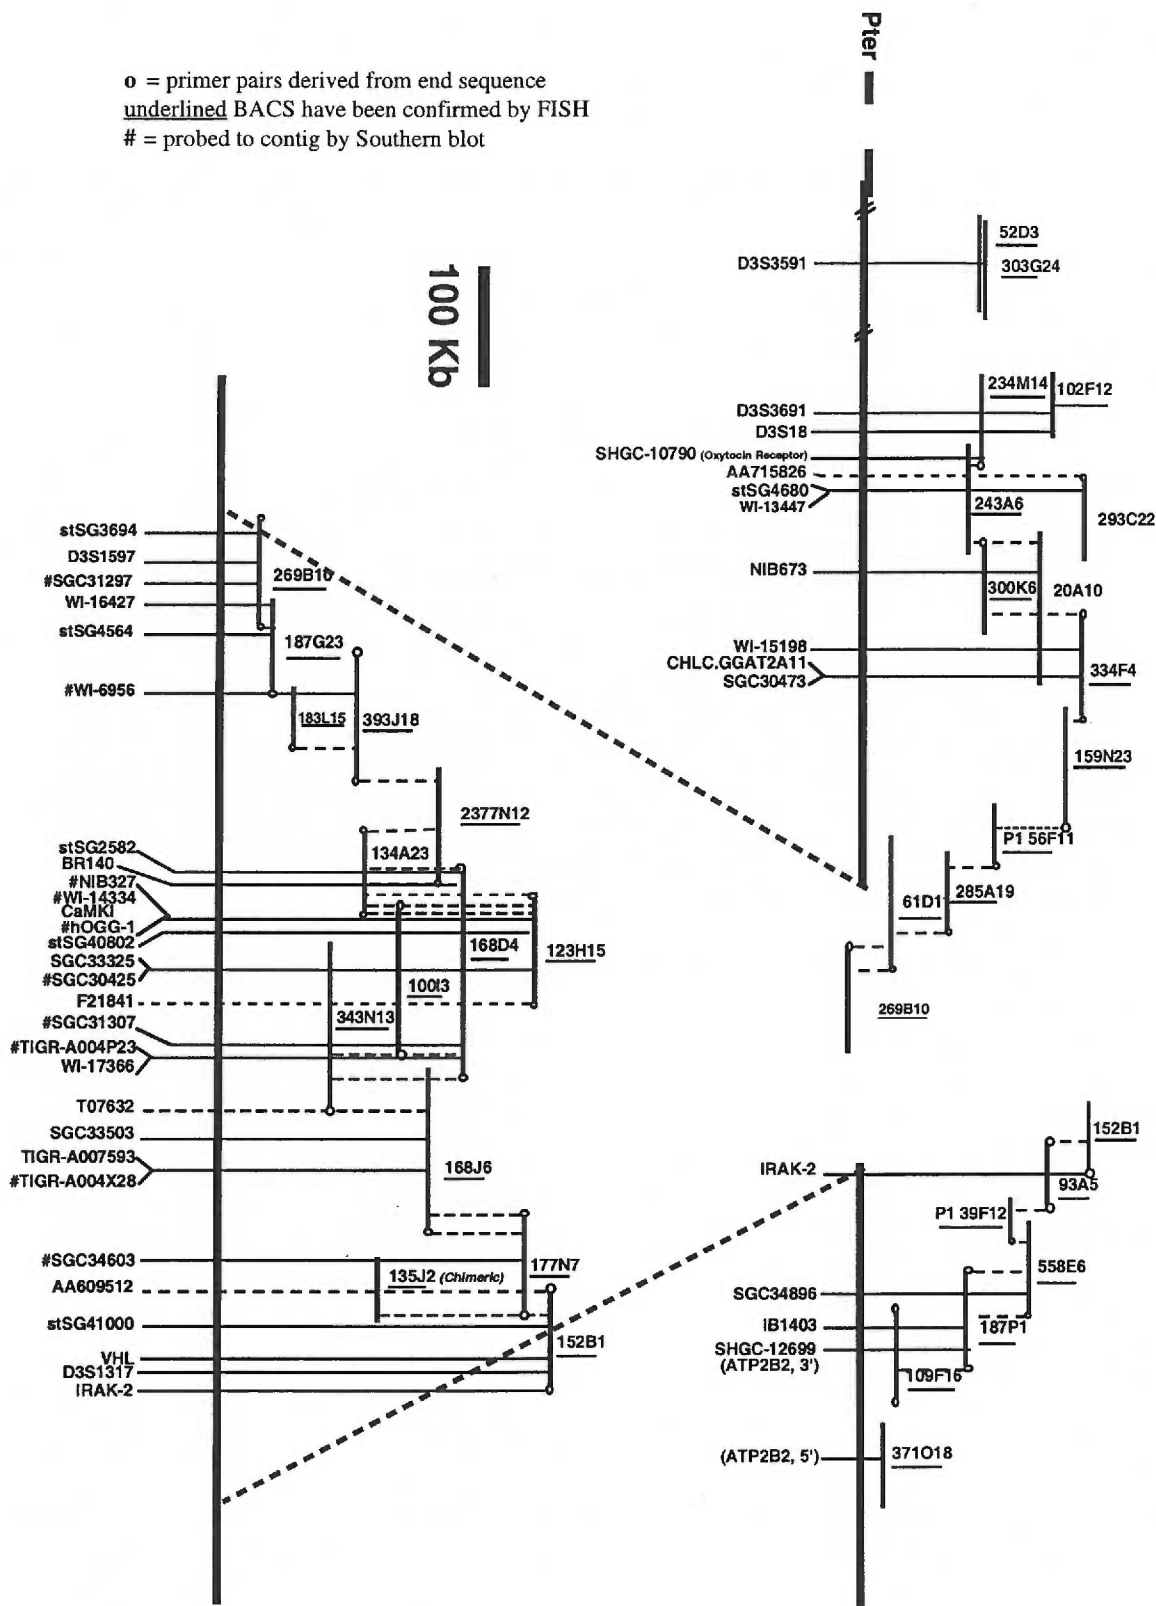 Pter
o = primer pairs derived from end sequence
underlined BACS have been confirmed by FISH
# = probed to contig by Southern blot
100 Kb
52D3
D3S3591
303G24
234M14
102F12
D3S3691
D3S18
SHGC-10790 (Oxytocin Receptor)
AA715826
stSG4680
WI-13447
243A6
293C22
NIB673
300K6
20A10
WI-15198
CHLC.GGAT2A11
SGC30473
334F4
159N23
P1 56F11
285A19
61D1
269B10
stSG3694
D3S1597
#SGC31297
269B10
WI-16427
stSG4564
187G23
#WI-6956
183L15
393J18
2377N12
stSG2582
134A23
BR140
#NIB327
#WI-14334
CaMKI
#hOGG-1
stSG40802
168D4
123H15
SGC33325
#SGC30425
100I3
F21841
343N13
#SGC31307
#TIGR-A004P23
WI-17366
T07632
SGC33503
TIGR-A007593
#TIGR-A004X28
168J6
#SGC34603
135J2 (Chimeric)
177N7
AA609512
stSG41000
152B1
VHL
D3S1317
IRAK-2
152B1
IRAK-2
93A5
P1 39F12
558E6
SGC34896
IB1403
187P1
SHGC-12699
(ATP2B2, 3')
109F16
(ATP2B2, 5')
371O18